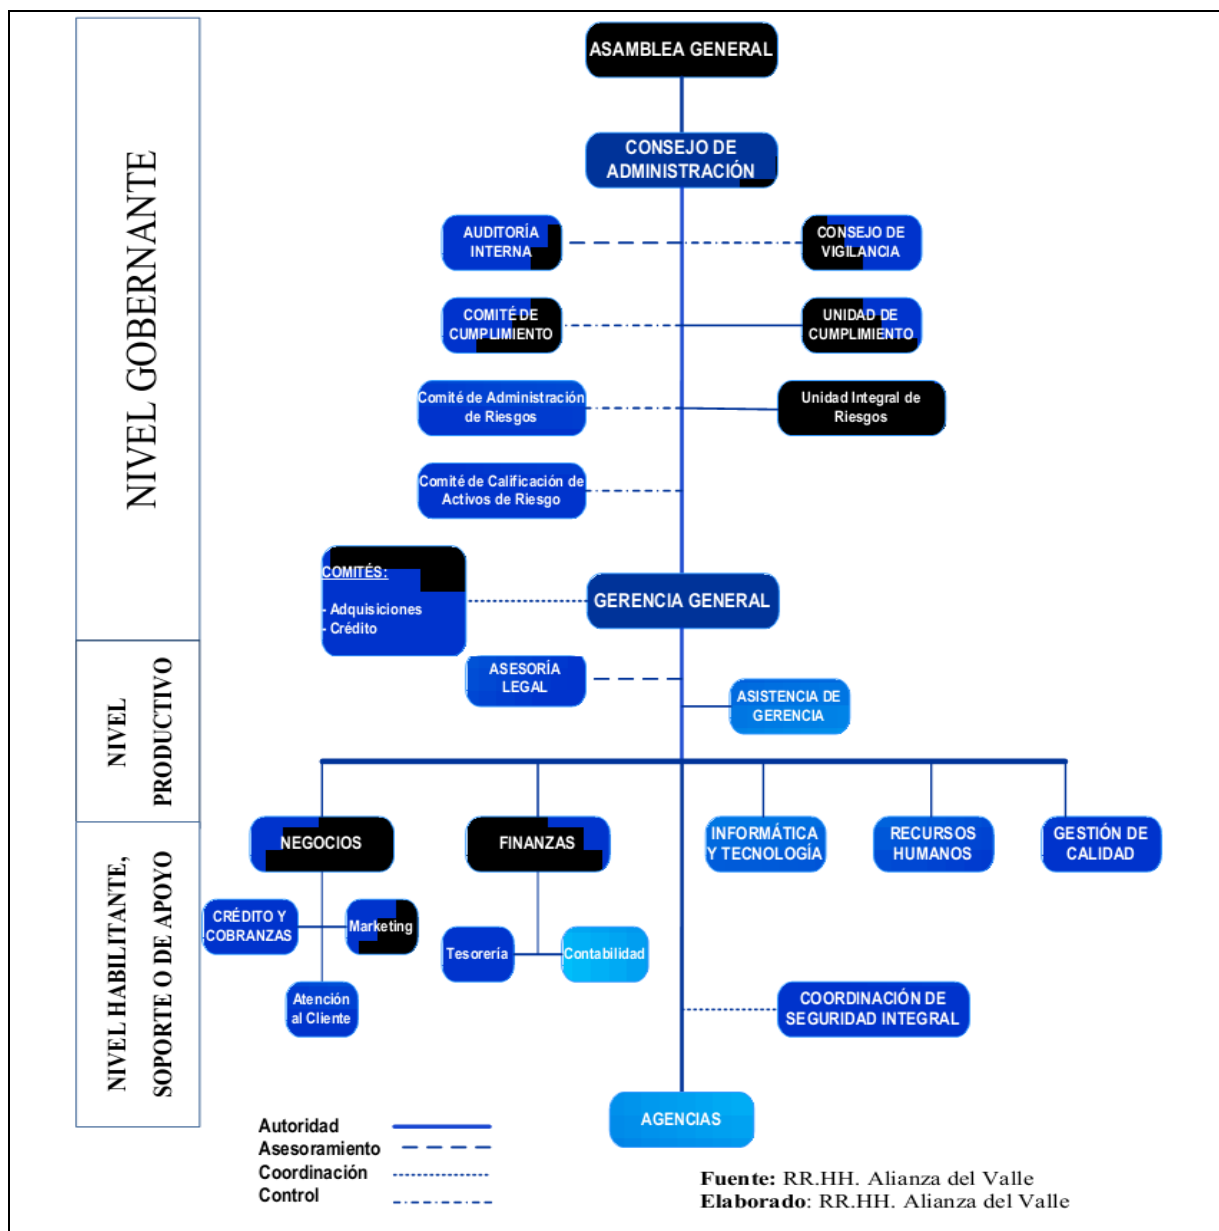 NIVEL GOBERNANTE
NIVEL
PRODUCTIVO
NIVEL HABILITANTE,
SOPORTE O DE APOYO
ASAMBLEA GENERAL
CONSEJO DE
ADMINISTRACIÓN
AUDITORÍA
INTERNA
CONSEJO DE
VIGILANCIA
COMITÉ DE
CUMPLIMIENTO
UNIDAD DE
CUMPLIMIENTO
Comité de Administración
de Riesgos
Unidad Integral de
Riesgos
Comité de Calificación de
Activos de Riesgo
COMITÉS:
- Adquisiciones
- Crédito
GERENCIA GENERAL
ASESORÍA
LEGAL
ASISTENCIA DE
GERENCIA
NEGOCIOS
FINANZAS
INFORMÁTICA
Y TECNOLOGÍA
RECURSOS
HUMANOS
GESTIÓN DE
CALIDAD
CRÉDITO Y
COBRANZAS
Marketing
Atención
al Cliente
Tesorería
Contabilidad
COORDINACIÓN DE
SEGURIDAD INTEGRAL
AGENCIAS
Autoridad
Asesoramiento
Coordinación
Control
Fuente: RR.HH. Alianza del Valle
Elaborado: RR.HH. Alianza del Valle